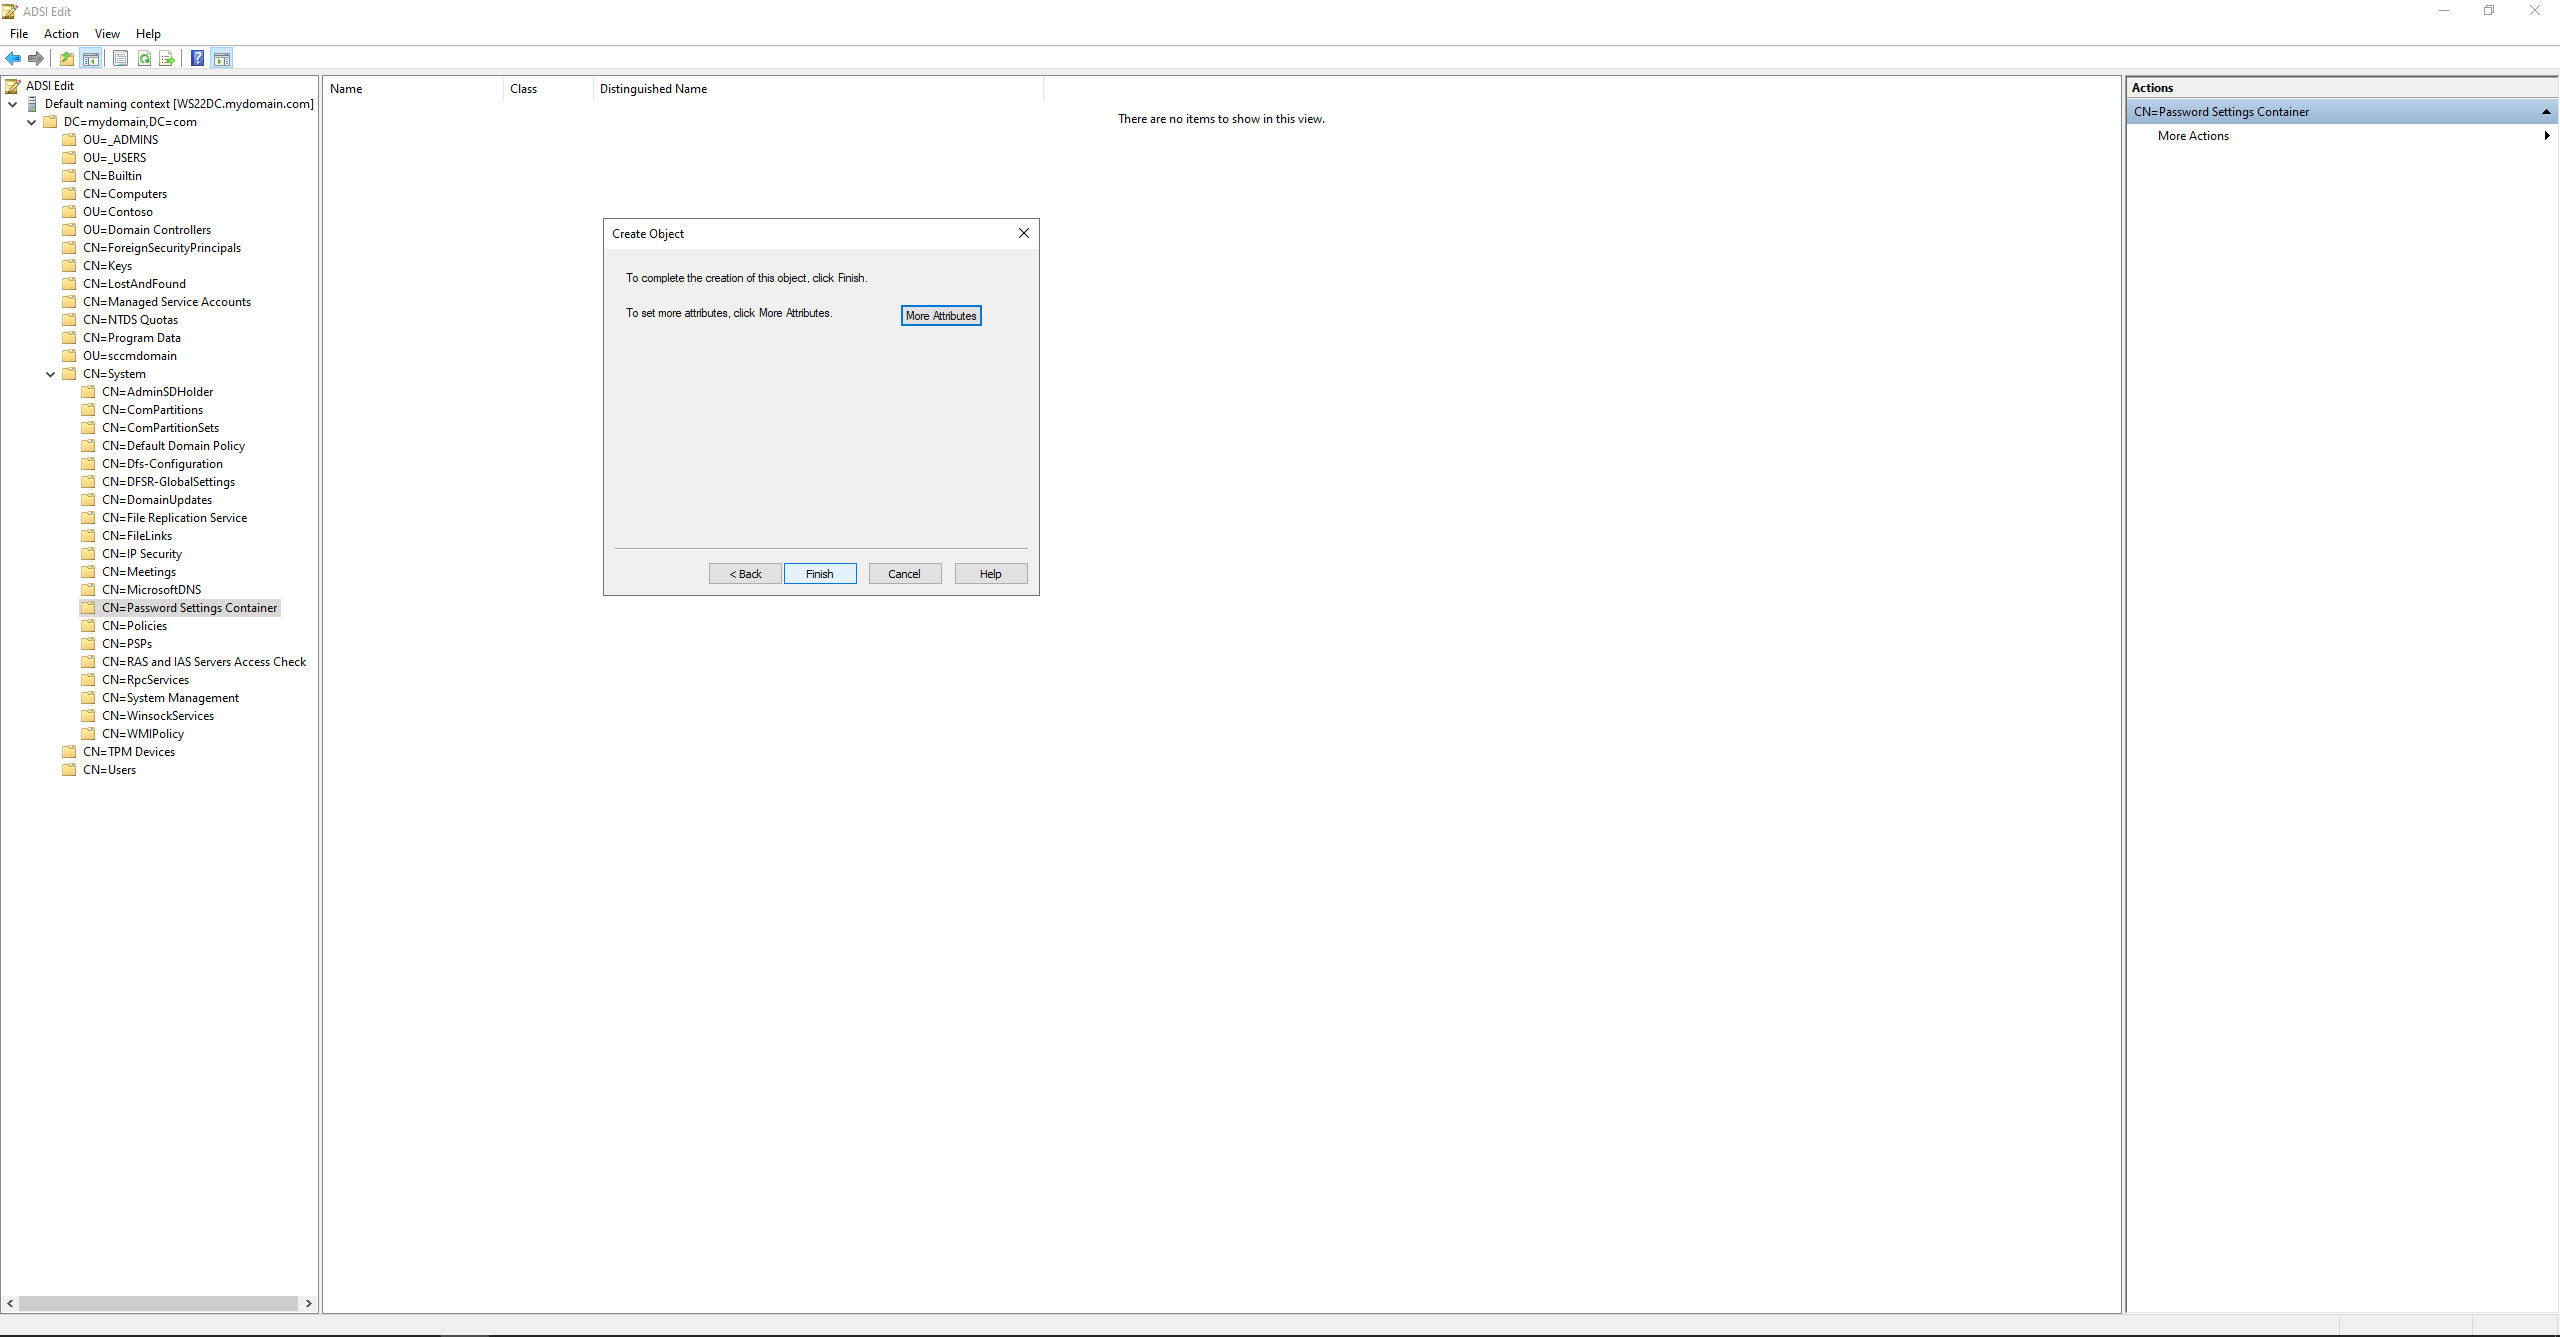 ADSI Edit
File Action View Help
ADSI Edit
Default naming context [WS22DC.mydomain.com]
DC=mydomain,DC=com
OU=_ADMINS
OU=_USERS
CN=Builtin
CN=Computers
OU=Contoso
OU=Domain Controllers
CN=ForeignSecurityPrincipals
CN=Keys
CN=LostAndFound
CN=Managed Service Accounts
CN=NTDS Quotas
CN=Program Data
OU=sccmdomain
CN=System
CN=AdminSDHolder
CN=ComPartitions
CN=ComPartitionSets
CN=Default Domain Policy
CN=Dfs-Configuration
CN=DFSR-GlobalSettings
CN=DomainUpdates
CN=File Replication Service
CN=FileLinks
CN=IP Security
CN=Meetings
CN=MicrosoftDNS
CN=Password Settings Container
CN=Policies
CN=PSPs
CN=RAS and IAS Servers Access Check
CN=RpcServices
CN=System Management
CN=WinsockServices
CN=WMIPolicy
CN=TPM Devices
CN=Users
Name Class Distinguished Name
There are no items to show in this view.
Create Object
To complete the creation of this object, click Finish.
To set more attributes, click More Attributes.
More Attributes
< Back Finish Cancel Help
Actions
CN=Password Settings Container
More Actions